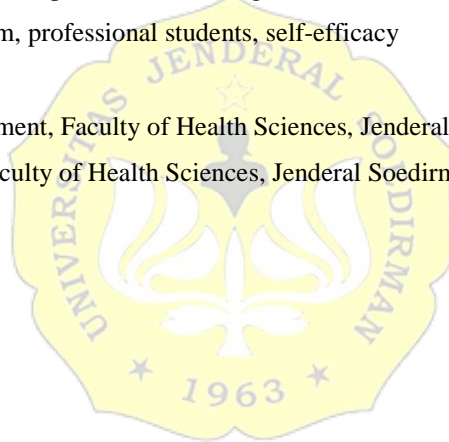 m, professional students, self-efficacy
ment, Faculty of Health Sciences, Jenderal
culty of Health Sciences, Jenderal Soedirm
UNIVERSITAS JENDERAL SOEDIRMAN
1963